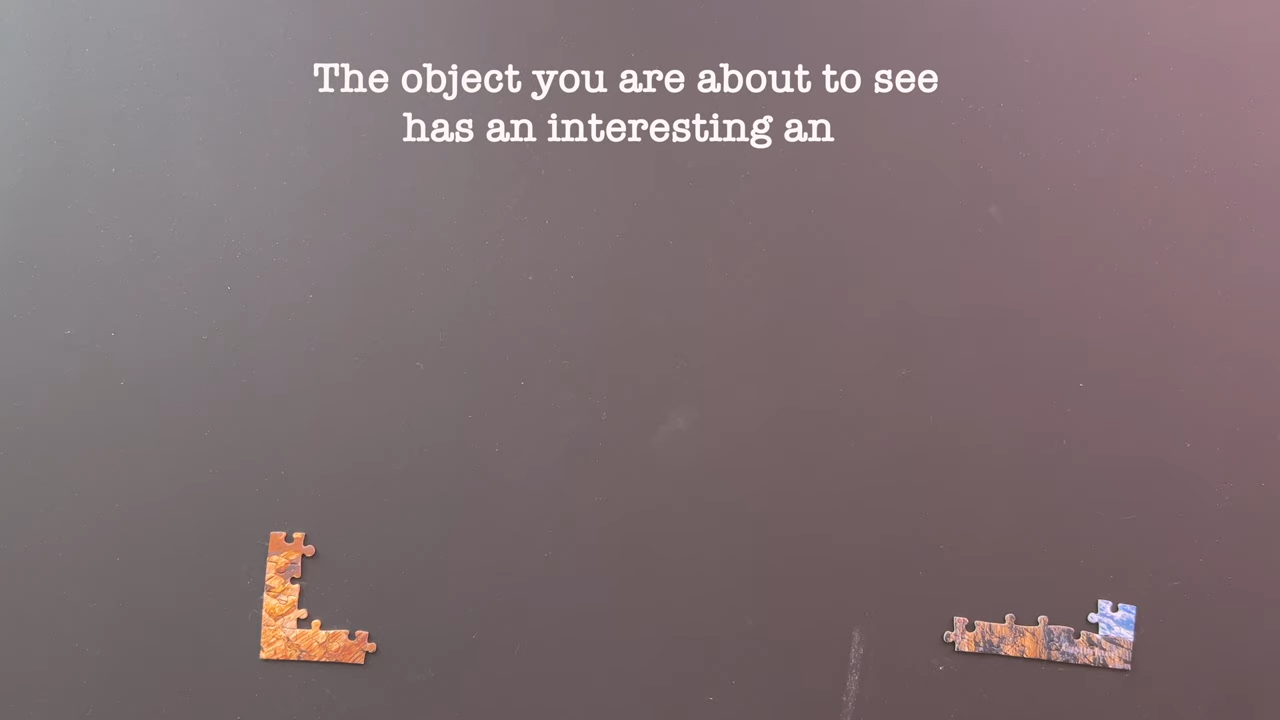 The object you are about to see
has an interesting an